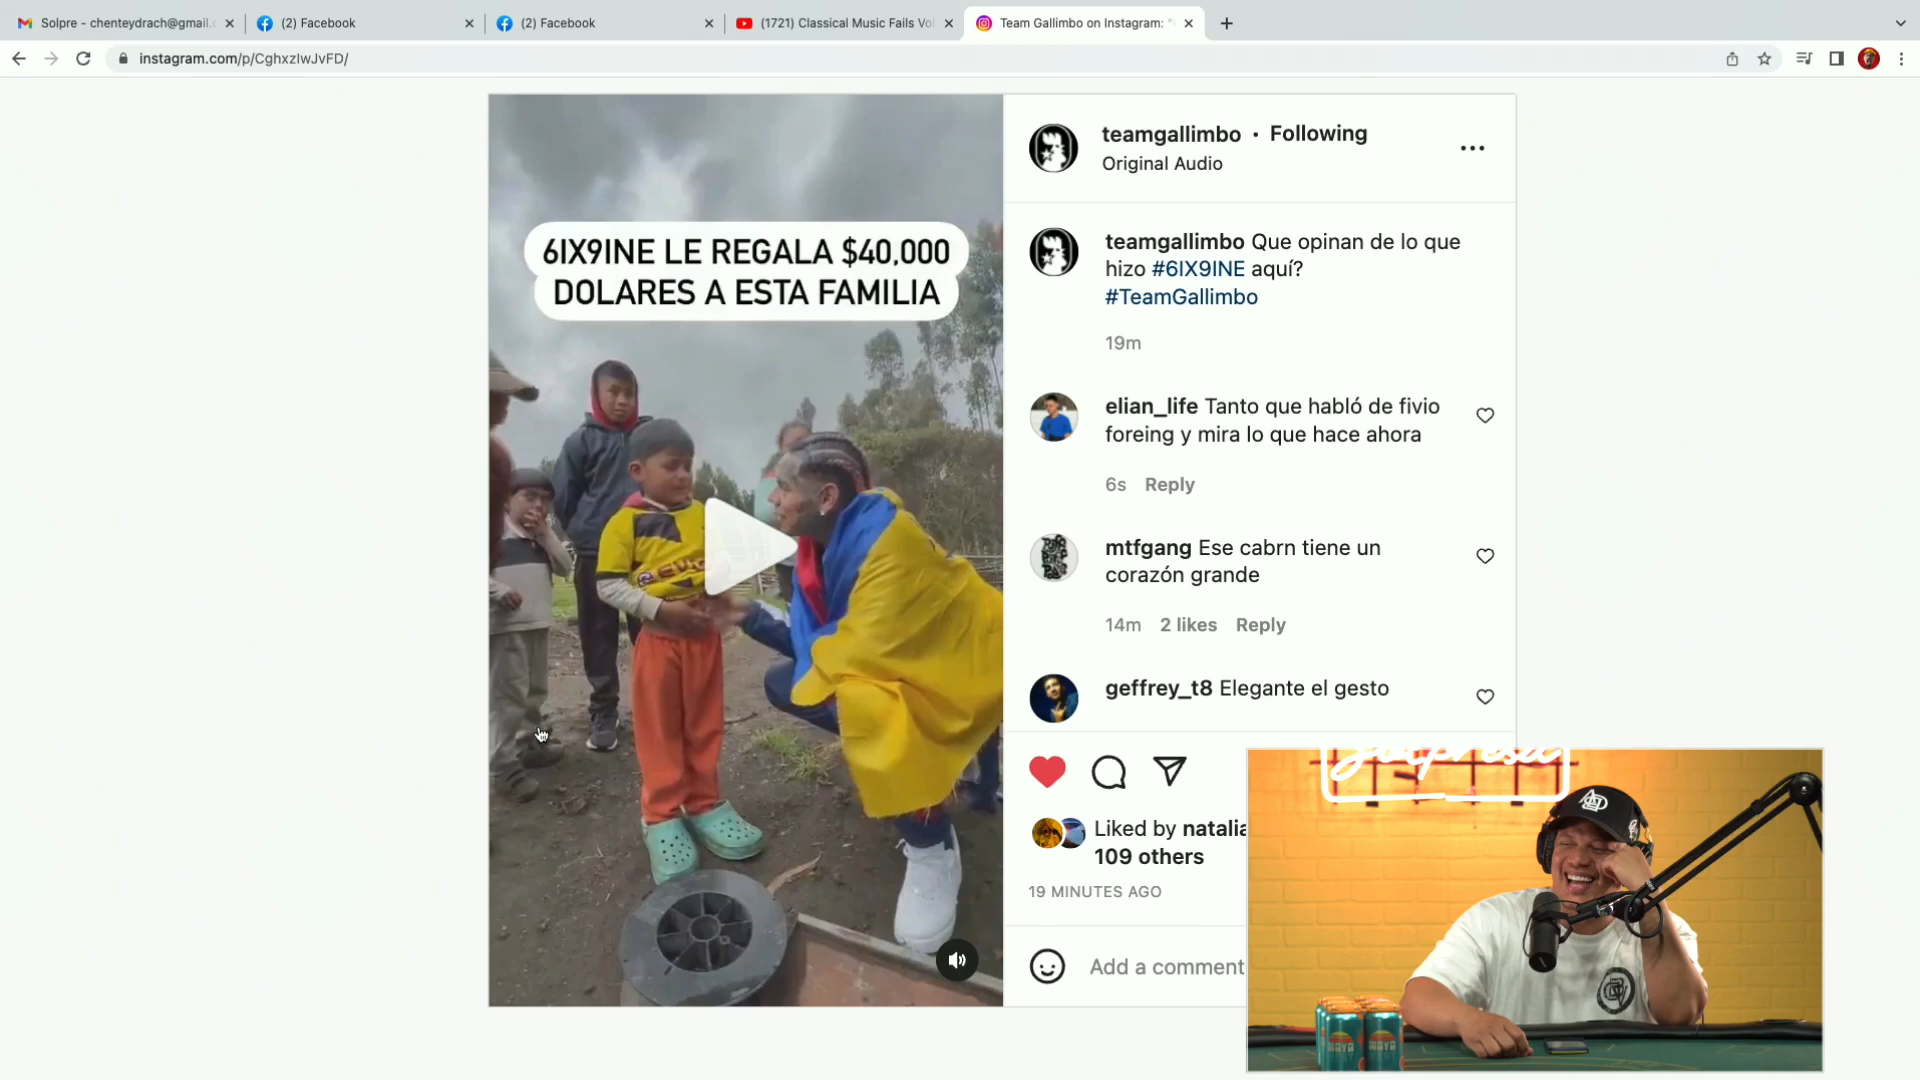 Solpre - chenteydrach@gmail.c
(2) Facebook
(2) Facebook
(1721) Classical Music Fails Vol
Team Gallimbo on Instagram: "
instagram.com/p/CghxzlwJvFD/
6IX9INE LE REGALA $40,000
DOLARES A ESTA FAMILIA
teamgallimbo • Following
Original Audio
teamgallimbo Que opinan de lo que
hizo #6IX9INE aquí?
#TeamGallimbo
19m
elian_life Tanto que habló de fivio
foreing y mira lo que hace ahora
6s Reply
mtfgang Ese cabrn tiene un
corazón grande
14m 2 likes Reply
geffrey_t8 Elegante el gesto
Liked by natalia
109 others
19 MINUTES AGO
Add a comment